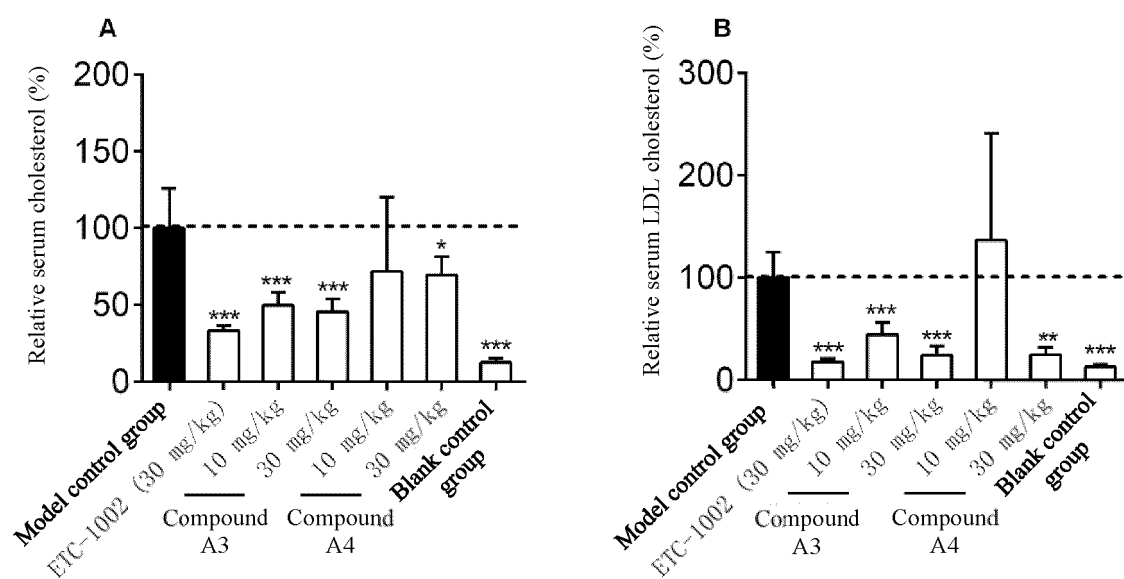 A
Relative serum cholesterol (%)
200
150
100
50
0
***
***
***
*
***
Model control group
ETC-1002 (30 mg/kg)
10 mg/kg
30 mg/kg
10 mg/kg
30 mg/kg
Blank control
group
Compound
A3
Compound
A4
B
Relative serum LDL cholesterol (%)
300
200
100
0
***
***
***
**
***
Model control group
ETC-1002 (30 mg/kg)
10 mg/kg
30 mg/kg
10 mg/kg
30 mg/kg
Blank control
group
Compound
A3
Compound
A4